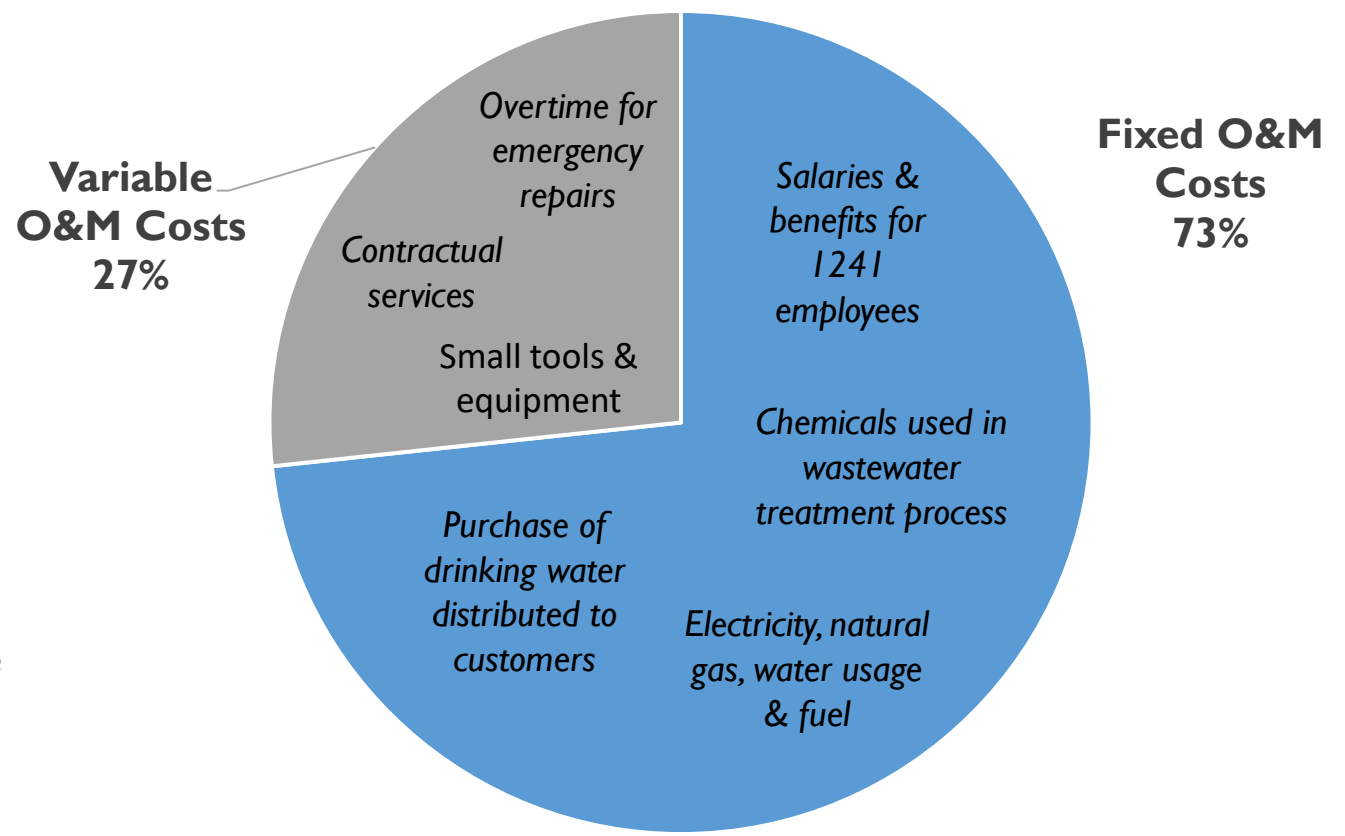 Variable
O&M Costs
27%
Overtime for
emergency
repairs
Contractual
services
Small tools &
equipment
Fixed O&M
Costs
73%
Salaries &
benefits for
1241
employees
Chemicals used in
wastewater
treatment process
Purchase of
drinking water
distributed to
customers
Electricity, natural
gas, water usage
& fuel